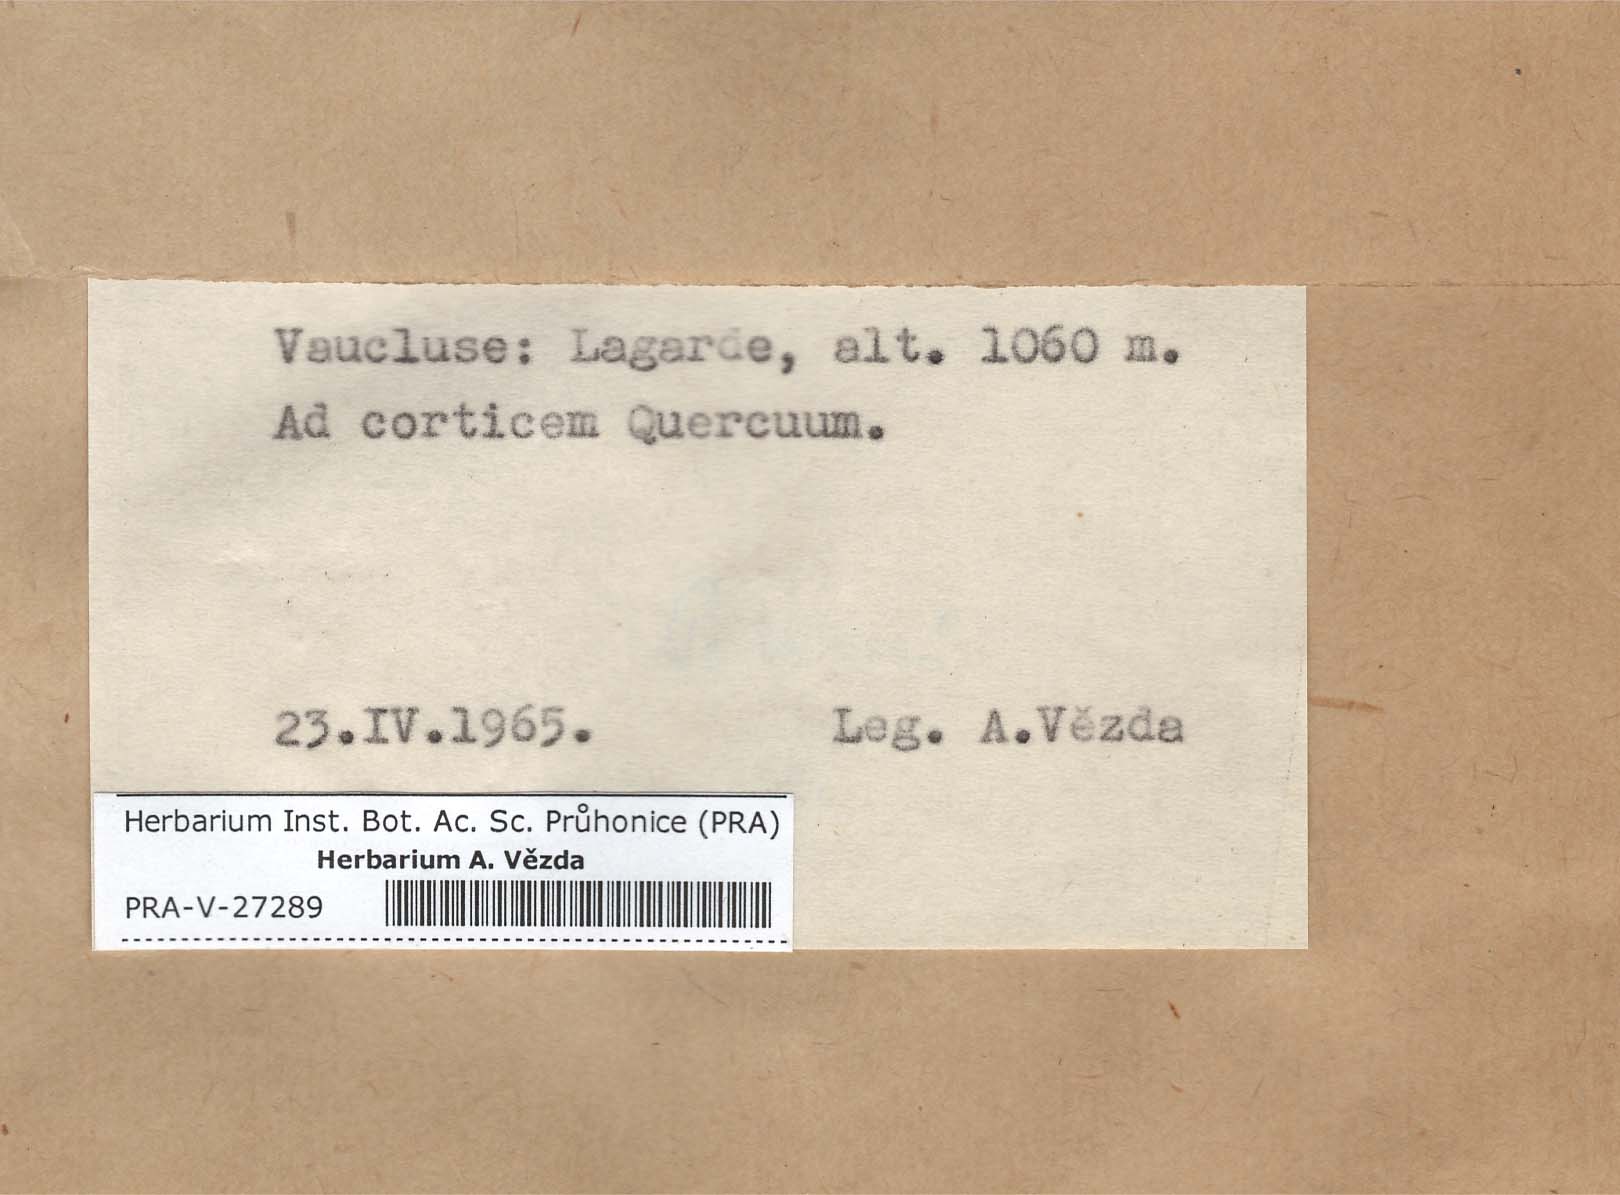 Vaucluse: Lagarde, alt. 1060 m.
Ad corticem Quercuum.
23.IV.1965. Leg. A.Vězda
Herbarium Inst. Bot. Ac. Sc. Průhonice (PRA)
Herbarium A. Vězda
PRA-V-27289